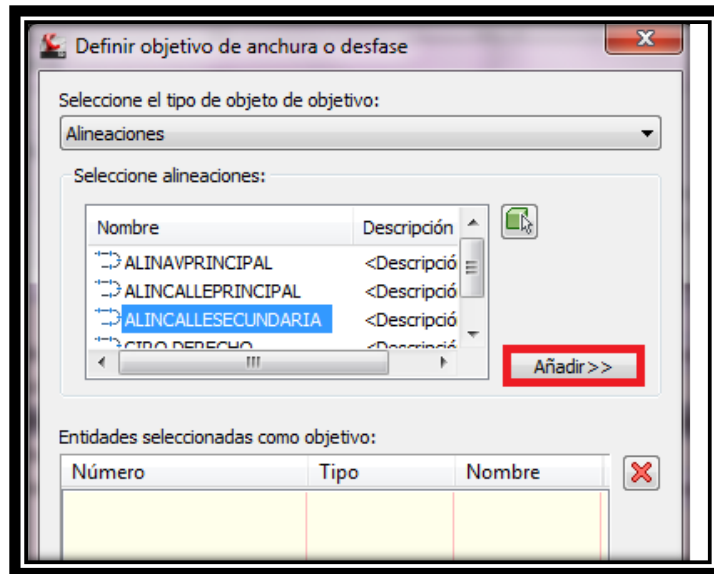 Definir objetivo de anchura o desfase
Seleccione el tipo de objeto de objetivo:
Alineaciones
Seleccione alineaciones:
Nombre Descripción
ALINAVPRINCIPAL <Descripció
ALINCALLEPRINCIPAL <Descripció
ALINCALLESECUNDARIA <Descripció
Añadir>>
Entidades seleccionadas como objetivo:
Número Tipo Nombre